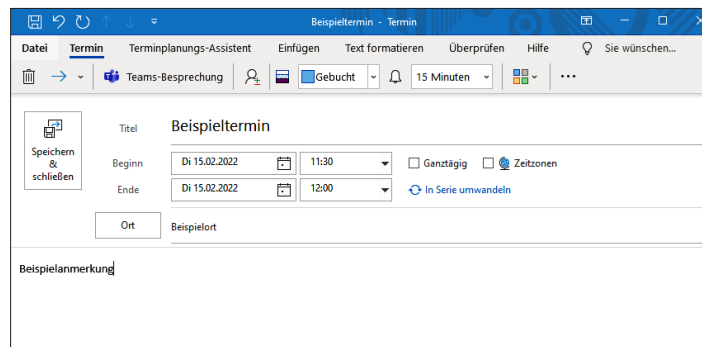 Beispieltermin - Termin
Datei Termin Terminplanungs-Assistent Einfügen Text formatieren Überprüfen Hilfe Sie wünschen...
Teams-Besprechung Gebucht 15 Minuten
Speichern
&
schließen
Titel Beispieltermin
Beginn Di 15.02.2022 11:30 Ganztägig Zeitzonen
Ende Di 15.02.2022 12:00 In Serie umwandeln
Ort Beispielort
Beispielanmerkung